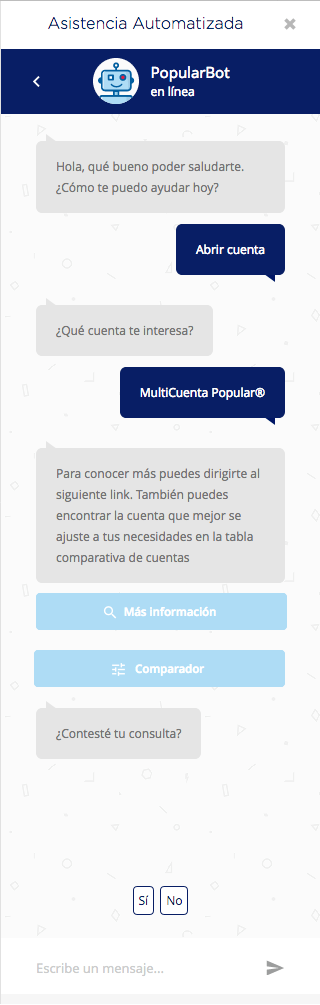 Asistencia Automatizada
PopularBot
en línea
Hola, qué bueno poder saludarte.
¿Cómo te puedo ayudar hoy?
Abrir cuenta
¿Qué cuenta te interesa?
MultiCuenta Popular®
Para conocer más puedes dirigirte al
siguiente link. También puedes
encontrar la cuenta que mejor se
ajuste a tus necesidades en la tabla
comparativa de cuentas
Más información
Comparador
¿Contesté tu consulta?
Sí No
Escribe un mensaje...